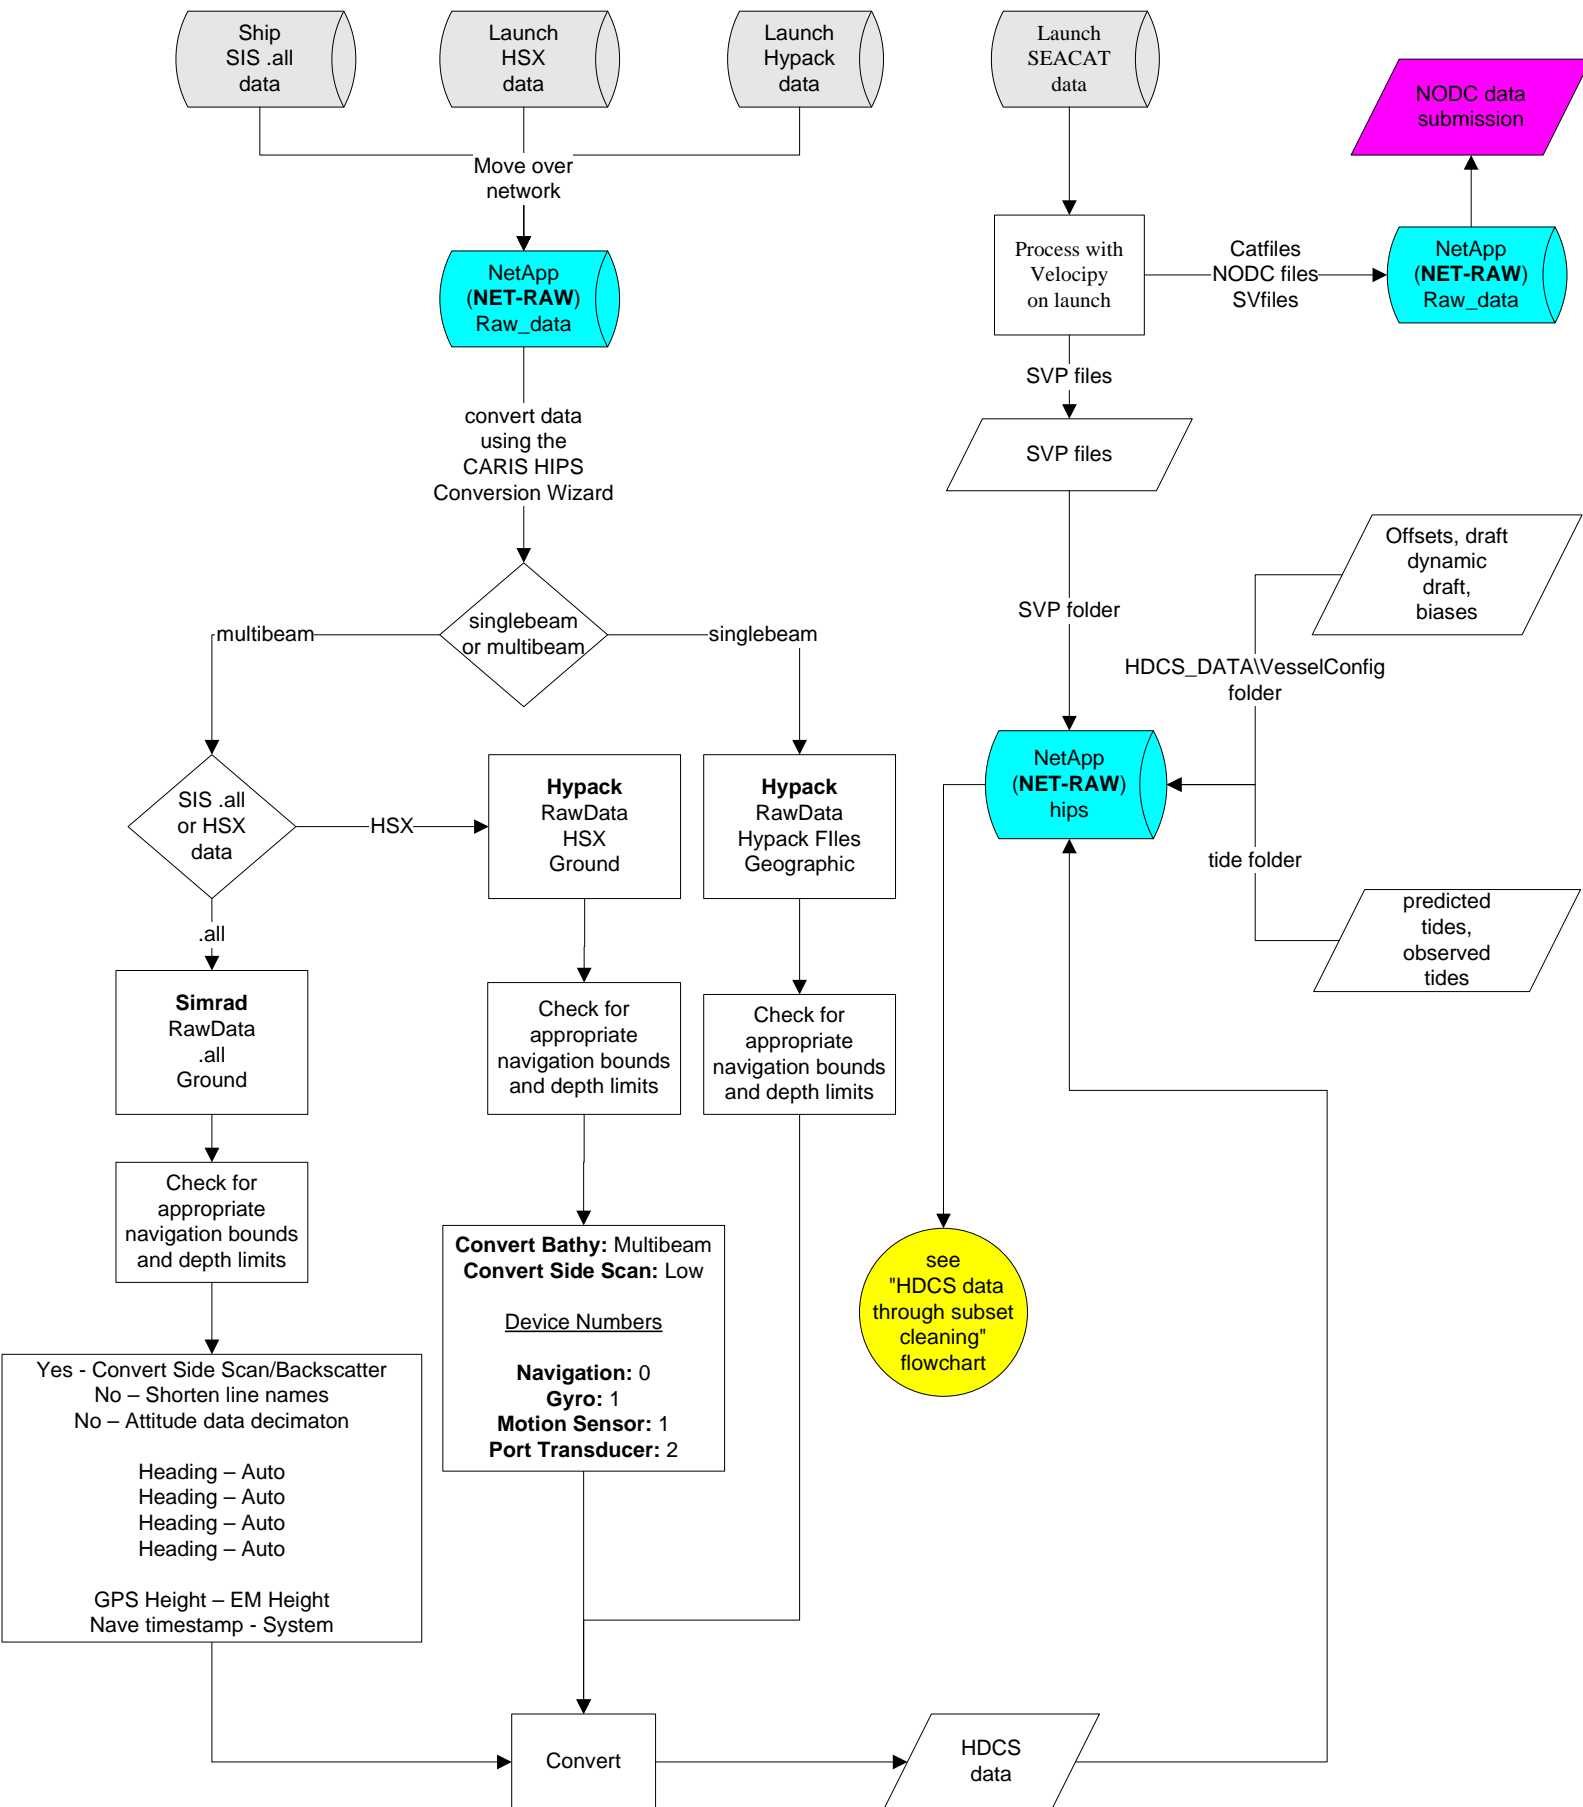 Ship
SIS .all
data
Launch
HSX
data
Launch
Hypack
data
Launch
SEACAT
data
NODC data
submission
Move over
network
NetApp
(NET-RAW)
Raw_data
Process with
Velocipy
on launch
Catfiles
NODC files
SVfiles
NetApp
(NET-RAW)
Raw_data
SVP files
convert data
using the
CARIS HIPS
Conversion Wizard
SVP files
Offsets, draft
dynamic
draft,
biases
singlebeam
or multibeam
multibeam
singlebeam
SVP folder
HDCS_DATA\VesselConfig
folder
SIS .all
or HSX
data
HSX
Hypack
RawData
HSX
Ground
Hypack
RawData
Hypack FIles
Geographic
NetApp
(NET-RAW)
hips
tide folder
predicted
tides,
observed
tides
.all
Simrad
RawData
.all
Ground
Check for
appropriate
navigation bounds
and depth limits
Check for
appropriate
navigation bounds
and depth limits
Check for
appropriate
navigation bounds
and depth limits
Convert Bathy: Multibeam
Convert Side Scan: Low
Device Numbers
Navigation: 0
Gyro: 1
Motion Sensor: 1
Port Transducer: 2
see
"HDCS data
through subset
cleaning"
flowchart
Yes - Convert Side Scan/Backscatter
No – Shorten line names
No – Attitude data decimaton
Heading – Auto
Heading – Auto
Heading – Auto
Heading – Auto
GPS Height – EM Height
Nave timestamp - System
Convert
HDCS
data